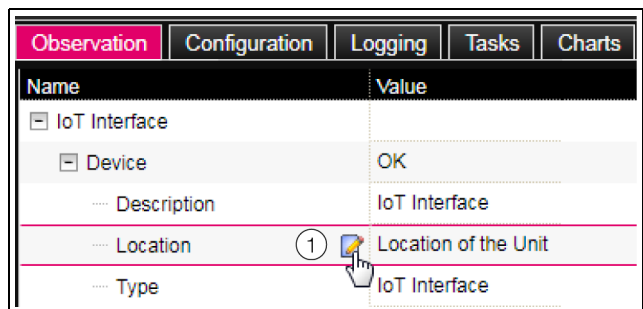 Observation Configuration Logging Tasks Charts
Name Value
IoT Interface
Device OK
Description IoT Interface
Location 1 Location of the Unit
Type IoT Interface